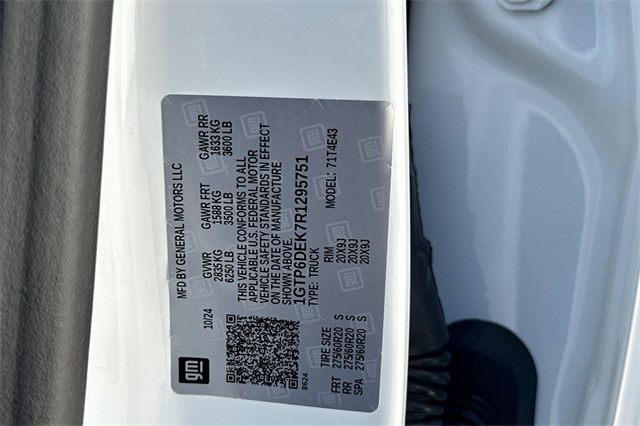 MFD BY GENERAL MOTORS LLC
10/24
GVWR GAWR FRT GAWR RR
2835 KG 1588 KG 1633 KG
6250 LB 3500 LB 3600 LB
THIS VEHICLE CONFORMS TO ALL
APPLICABLE U.S. FEDERAL MOTOR
VEHICLE SAFETY STANDARDS IN EFFECT
ON THE DATE OF MANUFACTURE
SHOWN ABOVE.
1GTP6DEK7R1295751
TYPE: TRUCK MODEL: 71T4E43
gm
8624
TIRE SIZE RIM
FRT 275/60R20 S 20X9J
RR 275/60R20 S 20X9J
SPA 275/60R20 S 20X9J